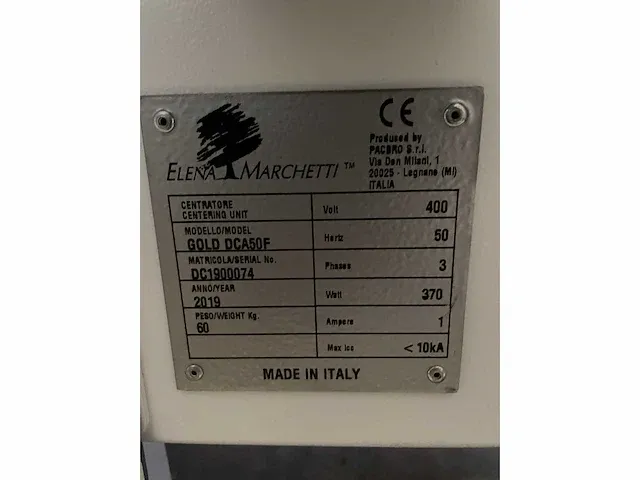 CE
Produced by
PACBRO S.r.l.
Via Don Milani, 1
20025 - Legnano (MI)
ITALIA
ELENA MARCHETTI ™
CENTRATORE
CENTERING UNIT
MODELLO/MODEL
GOLD DCA50F
MATRICOLA/SERIAL No.
DC1900074
ANNO/YEAR
2019
PESO/WEIGHT Kg.
60
Volt 400
Hertz 50
Phases 3
Watt 370
Ampere 1
Max Icc < 10kA
MADE IN ITALY